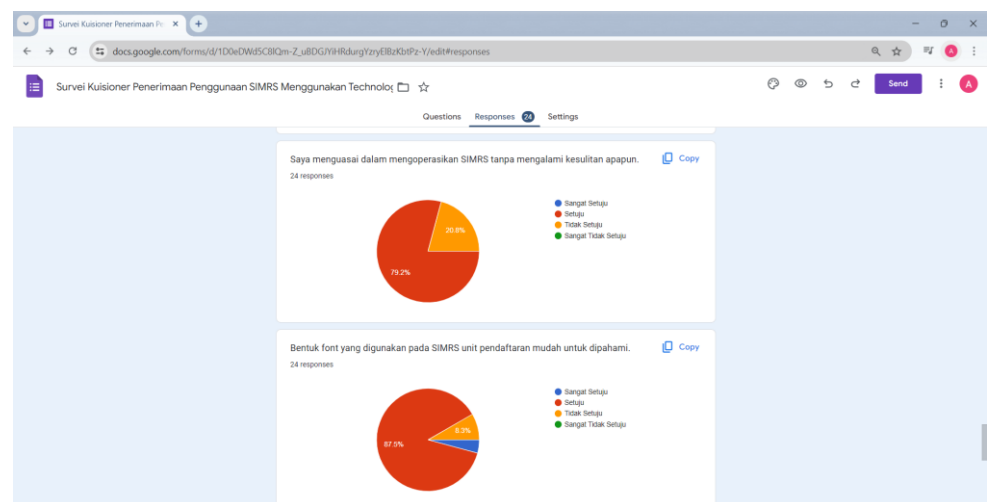 Survei Kuisioner Penerimaan Pe
docs.google.com/forms/d/1D0eDWd5C8lQm-Z_uBDGJYiHRdurgYzryElBzKbtPz-Y/edit#responses
A
Survei Kuisioner Penerimaan Penggunaan SIMRS Menggunakan Technolog
Send
A
Questions Responses 24 Settings
Saya menguasai dalam mengoperasikan SIMRS tanpa mengalami kesulitan apapun.
Copy
24 responses
Sangat Setuju
Setuju
Tidak Setuju
Sangat Tidak Setuju
20.8%
79.2%
Bentuk font yang digunakan pada SIMRS unit pendaftaran mudah untuk dipahami.
Copy
24 responses
Sangat Setuju
Setuju
Tidak Setuju
Sangat Tidak Setuju
8.3%
87.5%